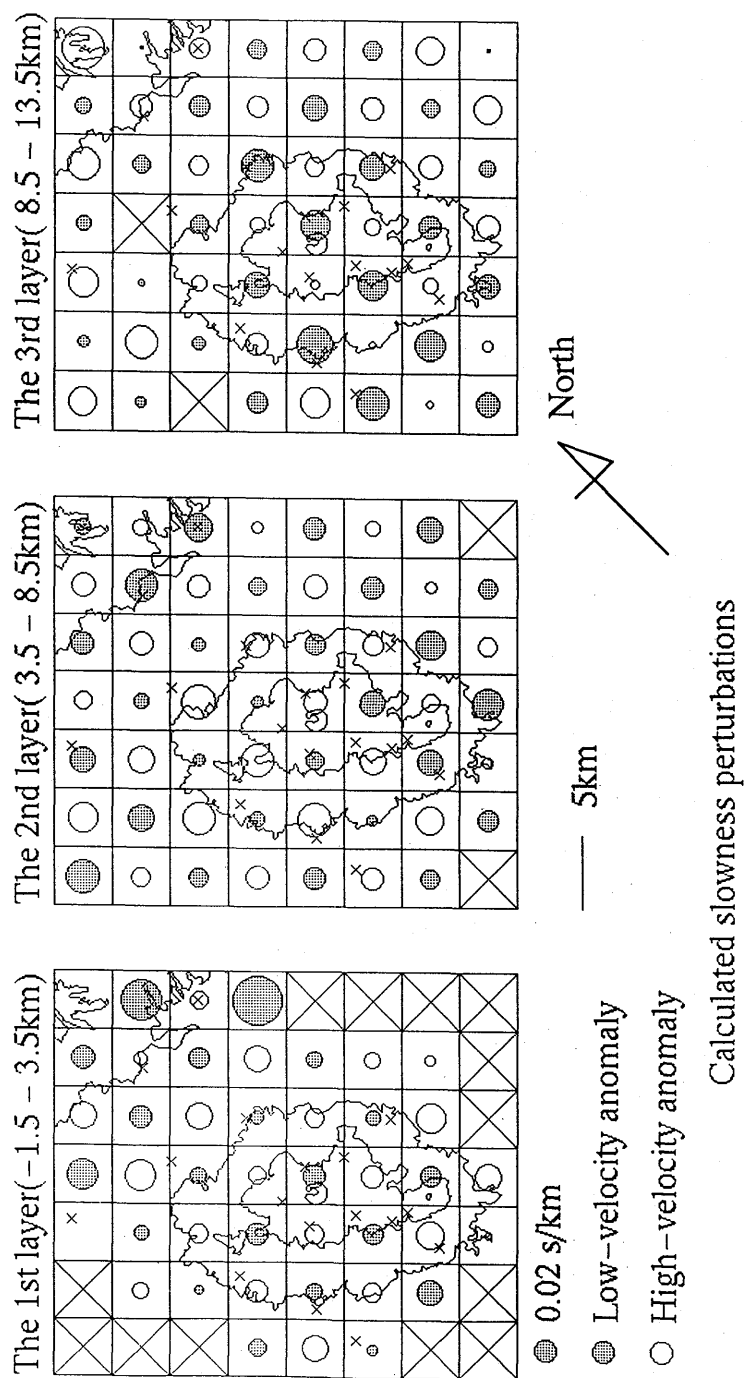 The 1st layer(−1.5 − 3.5km)
The 2nd layer( 3.5 − 8.5km)
The 3rd layer( 8.5 − 13.5km)
0.02 s/km
Low−velocity anomaly
High−velocity anomaly
5km
North
Calculated slowness perturbations